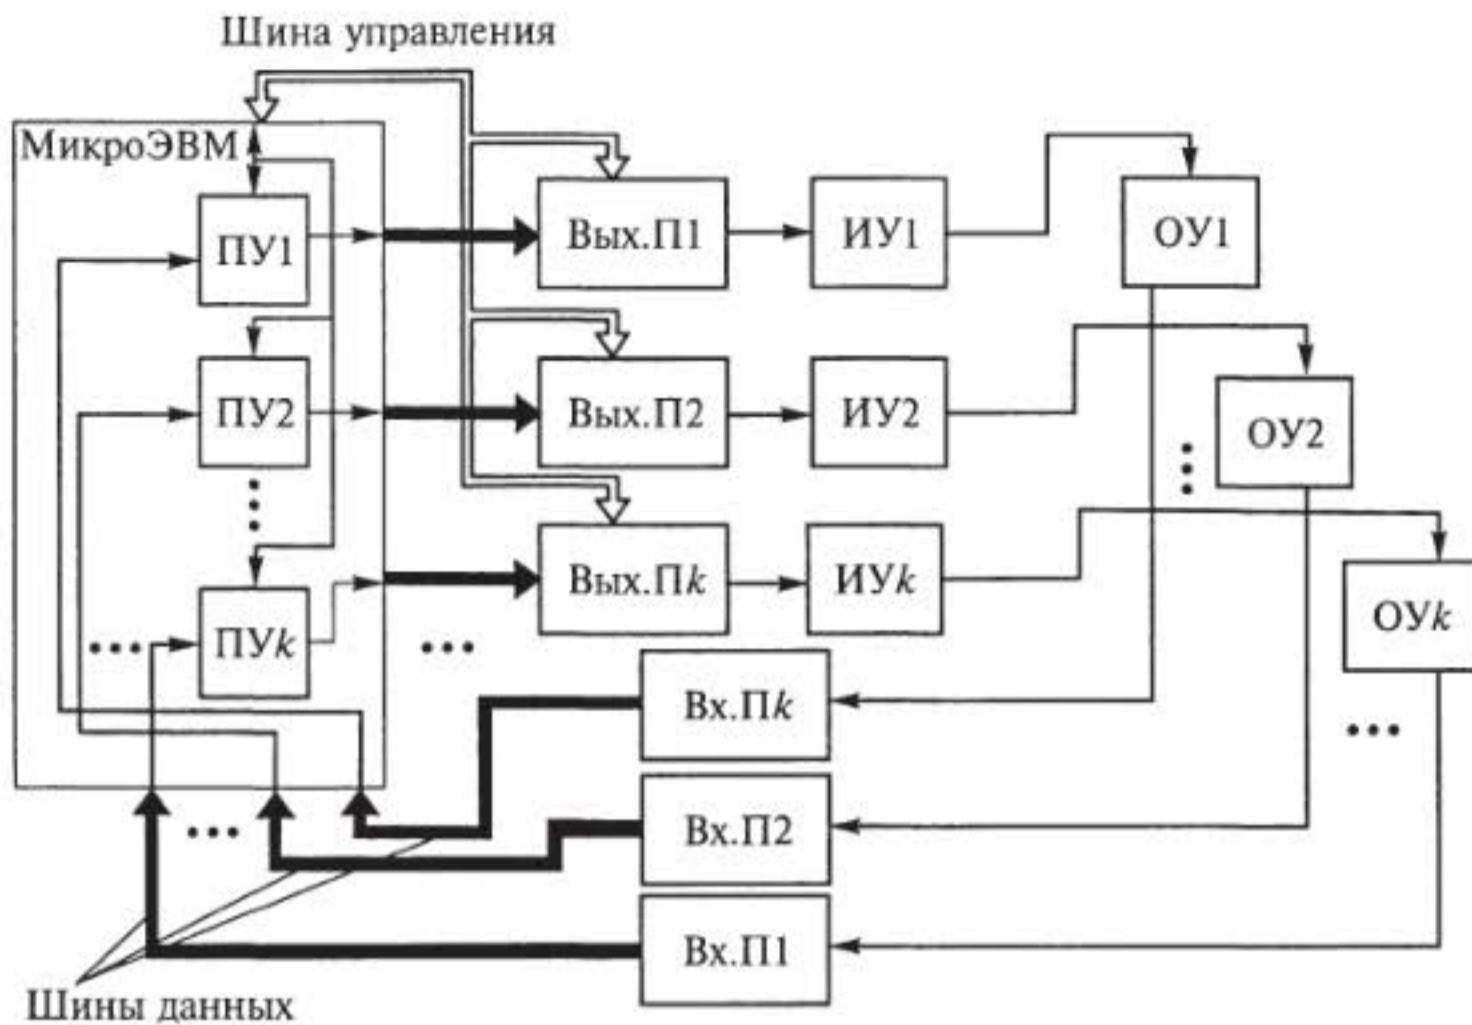 Шина управления
МикроЭВМ
ПУ1
Вых.П1
ИУ1
ОУ1
ПУ2
Вых.П2
ИУ2
ОУ2
ПУk
Вых.Пk
ИУk
ОУk
Вх.Пk
Вх.П2
Вх.П1
Шины данных